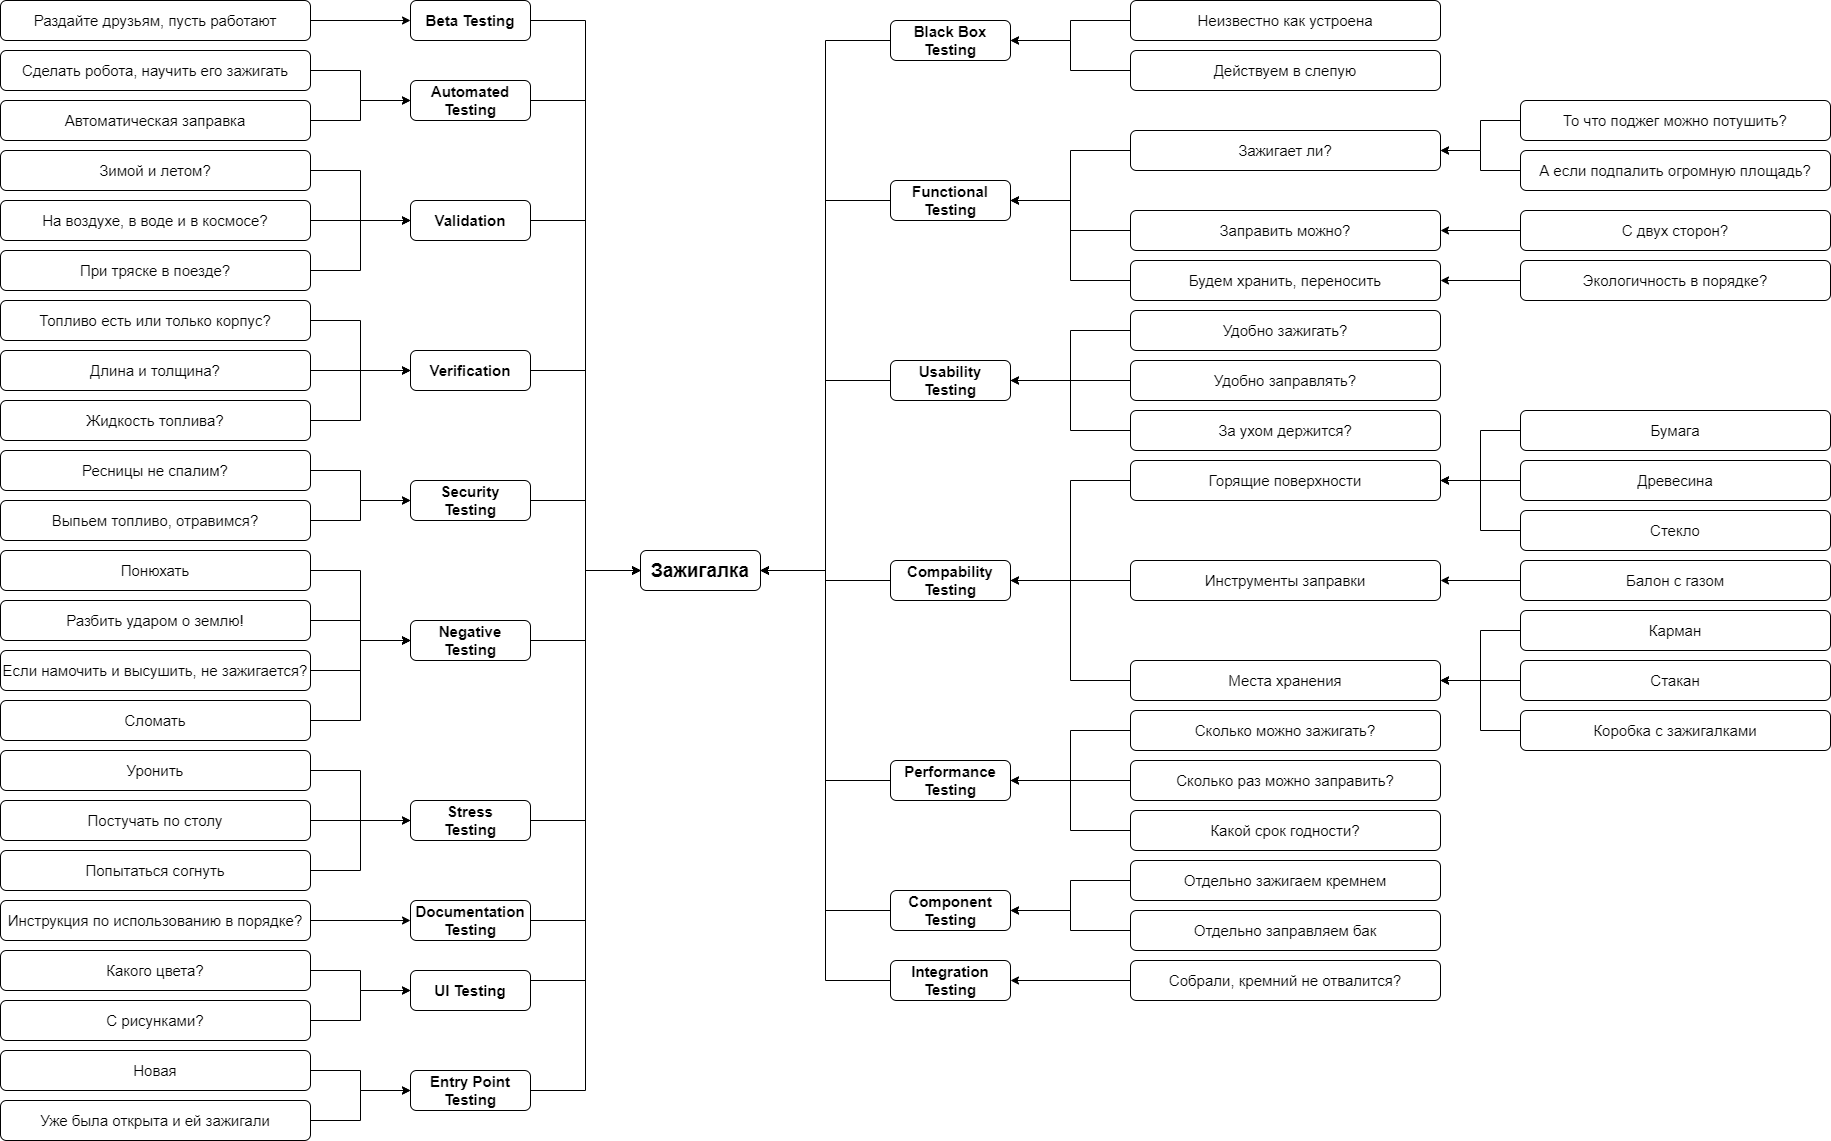 Раздайте друзьям, пусть работают
Beta Testing
Сделать робота, научить его зажигать
Автоматическая заправка
Automated
Testing
Зимой и летом?
На воздухе, в воде и в космосе?
При тряске в поезде?
Validation
Топливо есть или только корпус?
Длина и толщина?
Жидкость топлива?
Verification
Ресницы не спалим?
Выпьем топливо, отравимся?
Security
Testing
Понюхать
Разбить ударом о землю!
Если намочить и высушить, не зажигается?
Сломать
Negative
Testing
Уронить
Постучать по столу
Попытаться согнуть
Stress
Testing
Инструкция по использованию в порядке?
Documentation
Testing
Какого цвета?
С рисунками?
UI Testing
Новая
Уже была открыта и ей зажигали
Entry Point
Testing
Зажигалка
Black Box
Testing
Неизвестно как устроена
Действуем в слепую
Functional
Testing
Зажигает ли?
То что поджег можно потушить?
А если подпалить огромную площадь?
Заправить можно?
С двух сторон?
Будем хранить, переносить
Экологичность в порядке?
Usability
Testing
Удобно зажигать?
Удобно заправлять?
За ухом держится?
Compability
Testing
Горящие поверхности
Бумага
Древесина
Стекло
Инструменты заправки
Балон с газом
Места хранения
Карман
Стакан
Коробка с зажигалками
Performance
Testing
Сколько можно зажигать?
Сколько раз можно заправить?
Какой срок годности?
Component
Testing
Отдельно зажигаем кремнем
Отдельно заправляем бак
Integration
Testing
Собрали, кремний не отвалится?